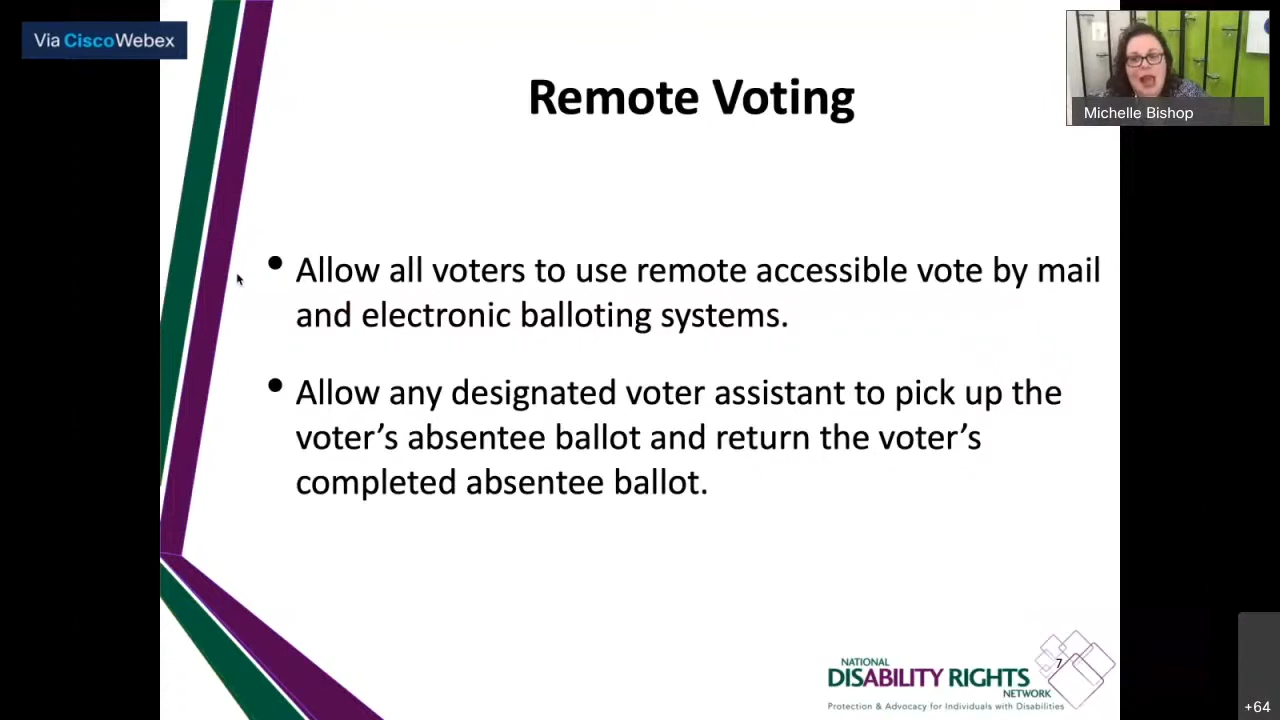 Via CiscoWebex
Michelle Bishop
Remote Voting
• Allow all voters to use remote accessible vote by mail
and electronic balloting systems.
• Allow any designated voter assistant to pick up the
voter’s absentee ballot and return the voter’s
completed absentee ballot.
NATIONAL
DISABILITY RIGHTS
NETWORK
Protection & Advocacy for Individuals with Disabilities
7
+64